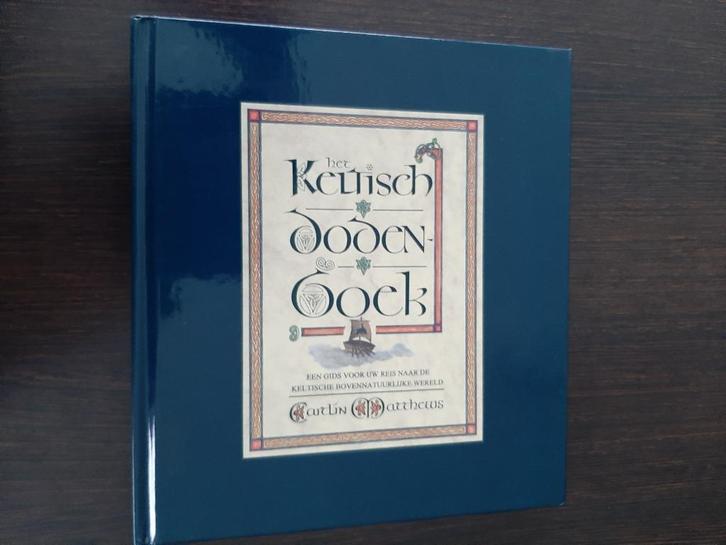 het
Keltisch
Doden-
Boek
EEN GIDS VOOR UW REIS NAAR DE
KELTISCHE BOVENNATUURLIJKE WERELD
Caitlín Matthews